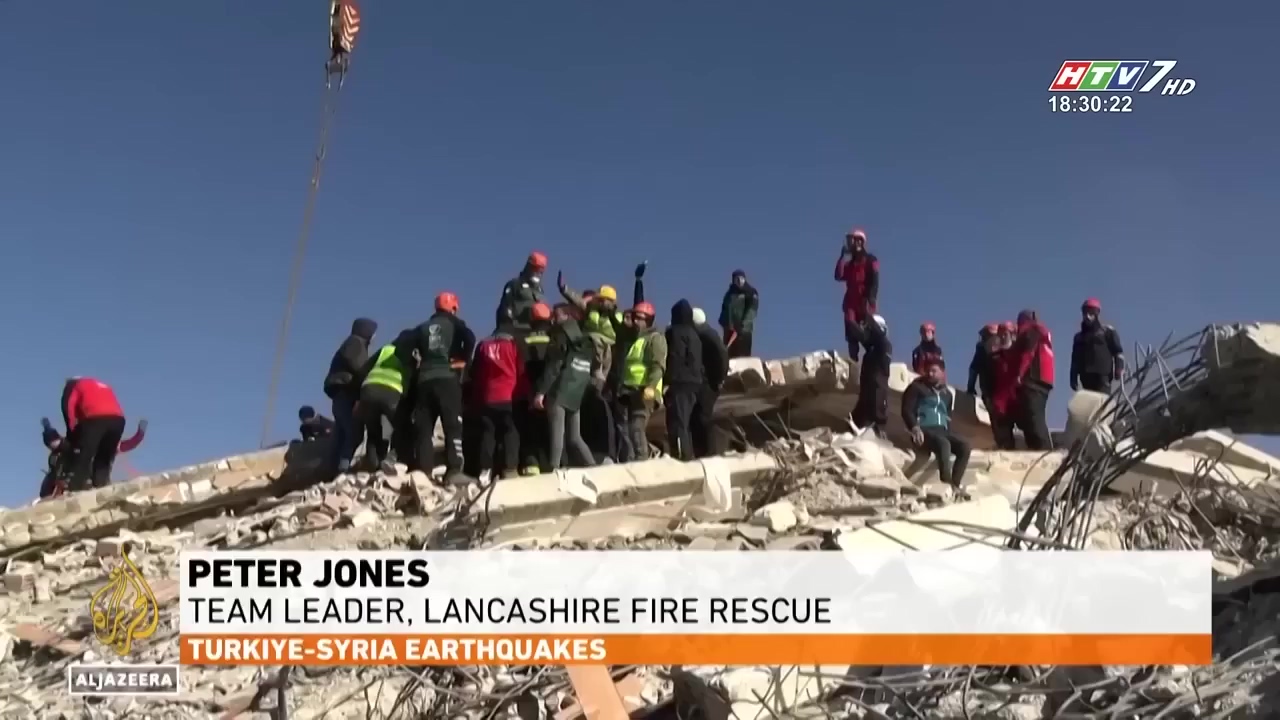 HTV7HD
18:30:22
PETER JONES
TEAM LEADER, LANCASHIRE FIRE RESCUE
TURKIYE-SYRIA EARTHQUAKES
ALJAZEERA